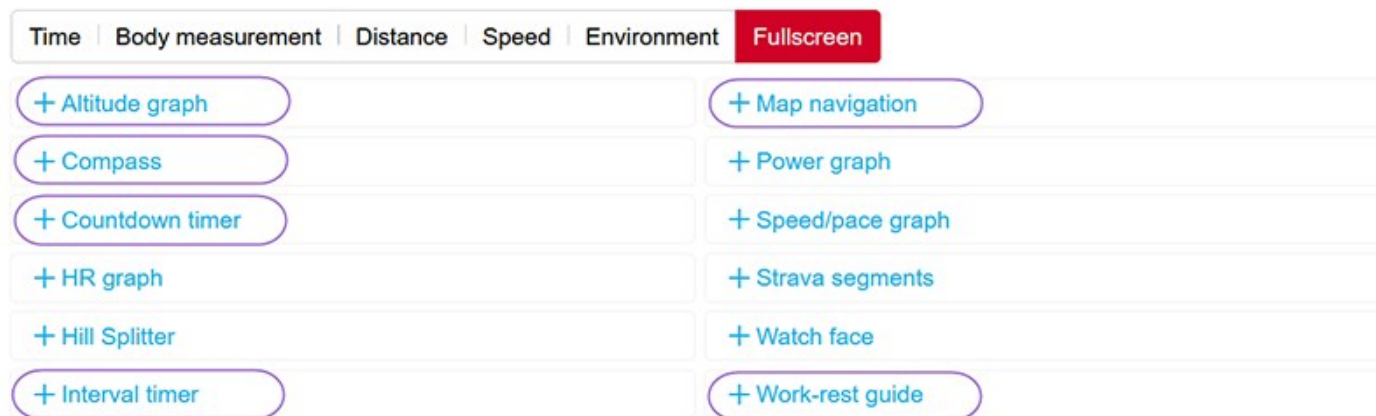 Time Body measurement Distance Speed Environment Fullscreen
+ Altitude graph
+ Compass
+ Countdown timer
+ HR graph
+ Hill Splitter
+ Interval timer
+ Map navigation
+ Power graph
+ Speed/pace graph
+ Strava segments
+ Watch face
+ Work-rest guide